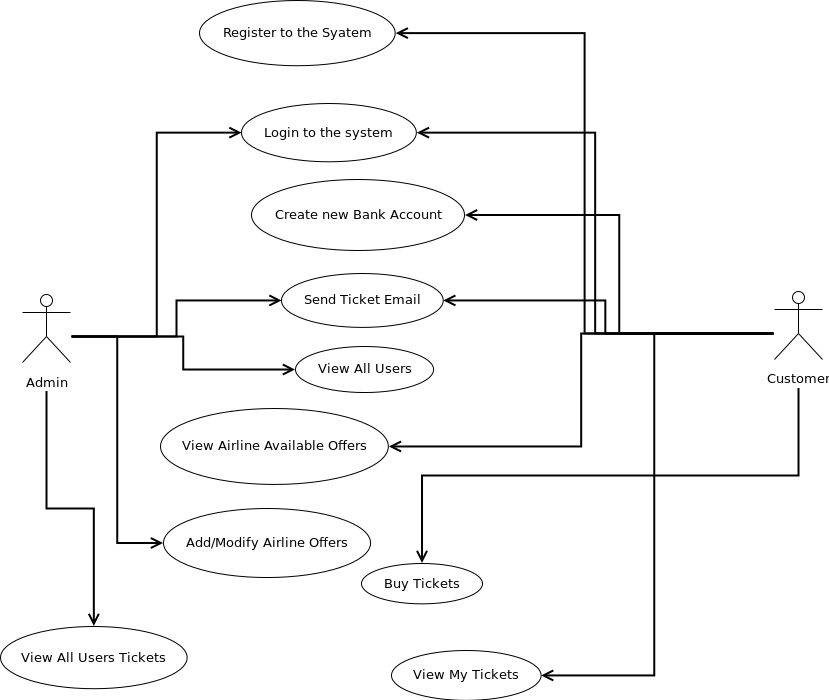 Register to the Syatem
Login to the system
Create new Bank Account
Send Ticket Email
View All Users
Admin
Customer
View Airline Available Offers
Add/Modify Airline Offers
Buy Tickets
View All Users Tickets
View My Tickets